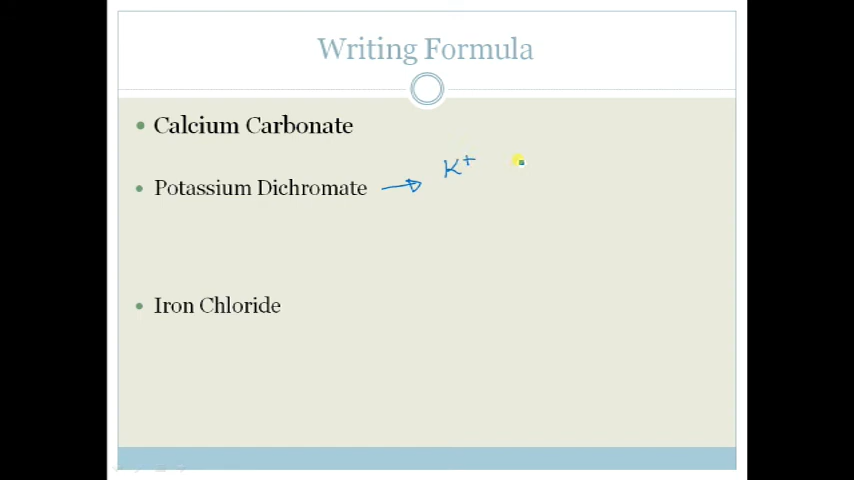 Writing Formula
Calcium Carbonate
K+
Potassium Dichromate
Iron Chloride